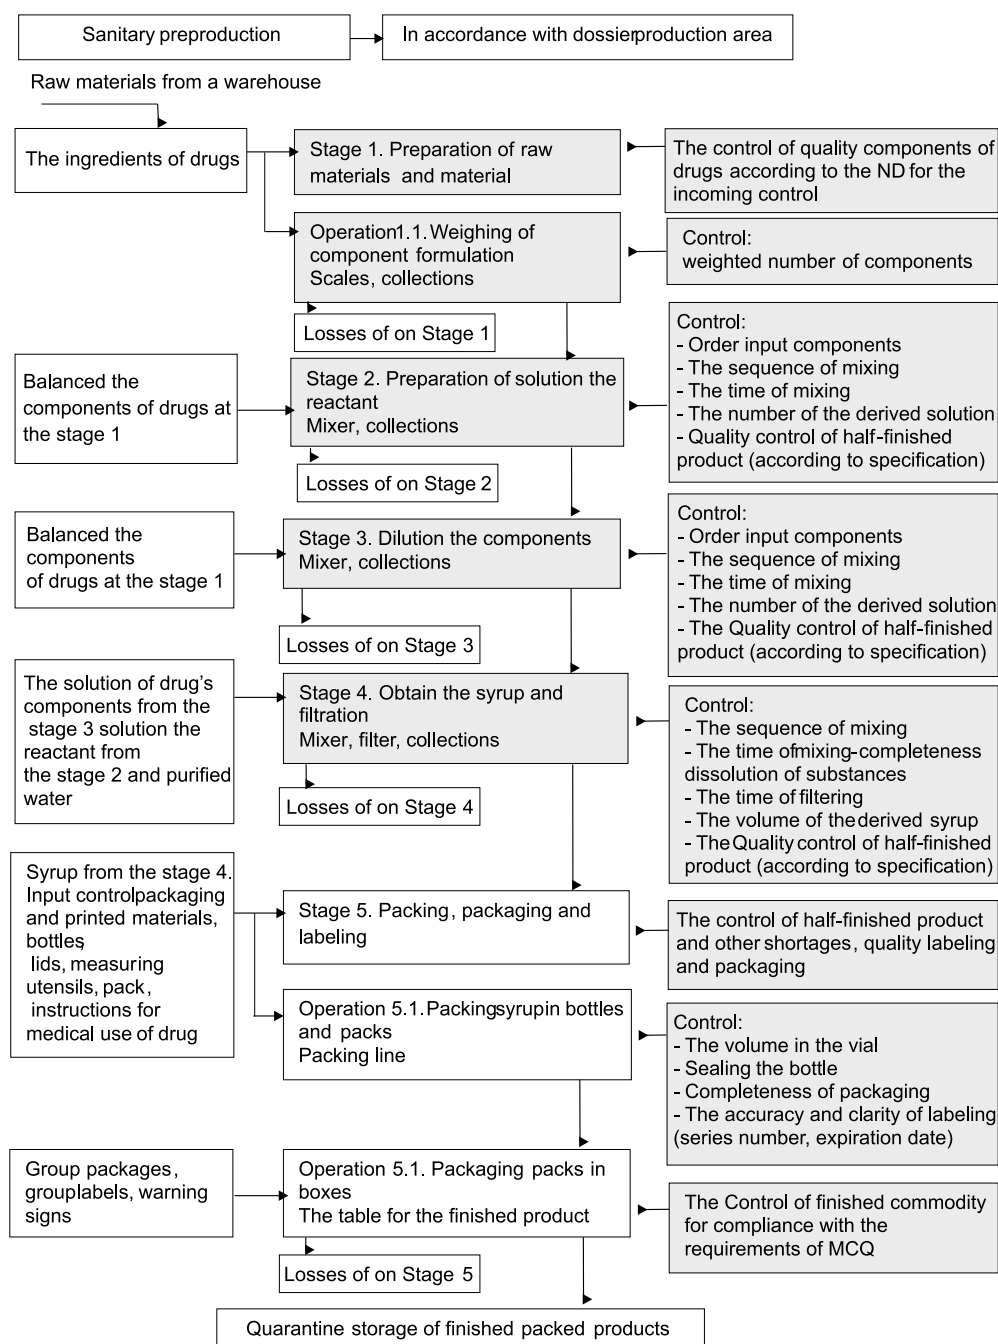 Sanitary preproduction
In accordance with dossierproduction area
Raw materials from a warehouse
The ingredients of drugs
Stage 1. Preparation of raw
materials and material
The control of quality components of
drugs according to the ND for the
incoming control
Operation1.1. Weighing of
component formulation
Scales, collections
Control:
weighted number of components
Losses of on Stage 1
Balanced the
components of drugs at
the stage 1
Stage 2. Preparation of solution the
reactant
Mixer, collections
Control:
- Order input components
- The sequence of mixing
- The time of mixing
- The number of the derived solution
- Quality control of half-finished
product (according to specification)
Losses of on Stage 2
Balanced the
components
of drugs at the stage 1
Stage 3. Dilution the components
Mixer, collections
Control:
- Order input components
- The sequence of mixing
- The time of mixing
- The number of the derived solution
- The Quality control of half-finished
product (according to specification)
Losses of on Stage 3
The solution of drug's
components from the
stage 3 solution the
reactant from
the stage 2 and purified
water
Stage 4. Obtain the syrup and
filtration
Mixer, filter, collections
Control:
- The sequence of mixing
- The time of mixing-completeness
dissolution of substances
- The time of filtering
- The volume of the derived syrup
- The Quality control of half-finished
product (according to specification)
Losses of on Stage 4
Syrup from the stage 4.
Input controlpackaging
and printed materials,
bottles,
lids, measuring
utensils, pack,
instructions for
medical use of drug
Stage 5. Packing, packaging and
labeling
The control of half-finished product
and other shortages, quality labeling
and packaging
Operation 5.1. Packingsyrupin bottles
and packs
Packing line
Control:
- The volume in the vial
- Sealing the bottle
- Completeness of packaging
- The accuracy and clarity of labeling
(series number, expiration date)
Group packages,
grouplabels, warning
signs
Operation 5.1. Packaging packs in
boxes
The table for the finished product
The Control of finished commodity
for compliance with the
requirements of MCQ
Losses of on Stage 5
Quarantine storage of finished packed products